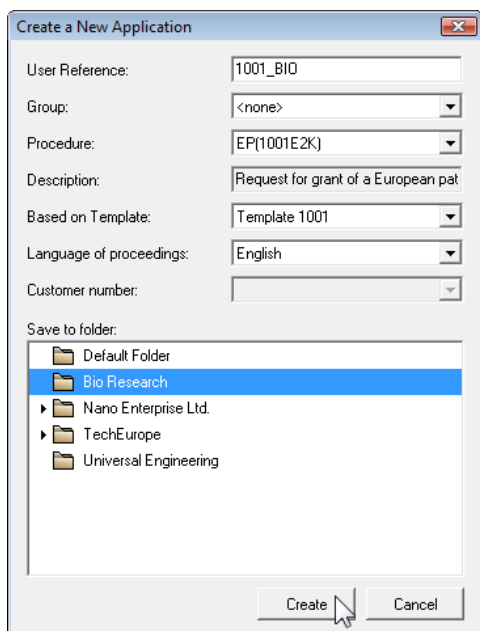 Create a New Application
User Reference: 1001_BIO
Group: <none>
Procedure: EP(1001E2K)
Description: Request for grant of a European pat
Based on Template: Template 1001
Language of proceedings: English
Customer number:
Save to folder:
Default Folder
Bio Research
Nano Enterprise Ltd.
TechEurope
Universal Engineering
Create Cancel